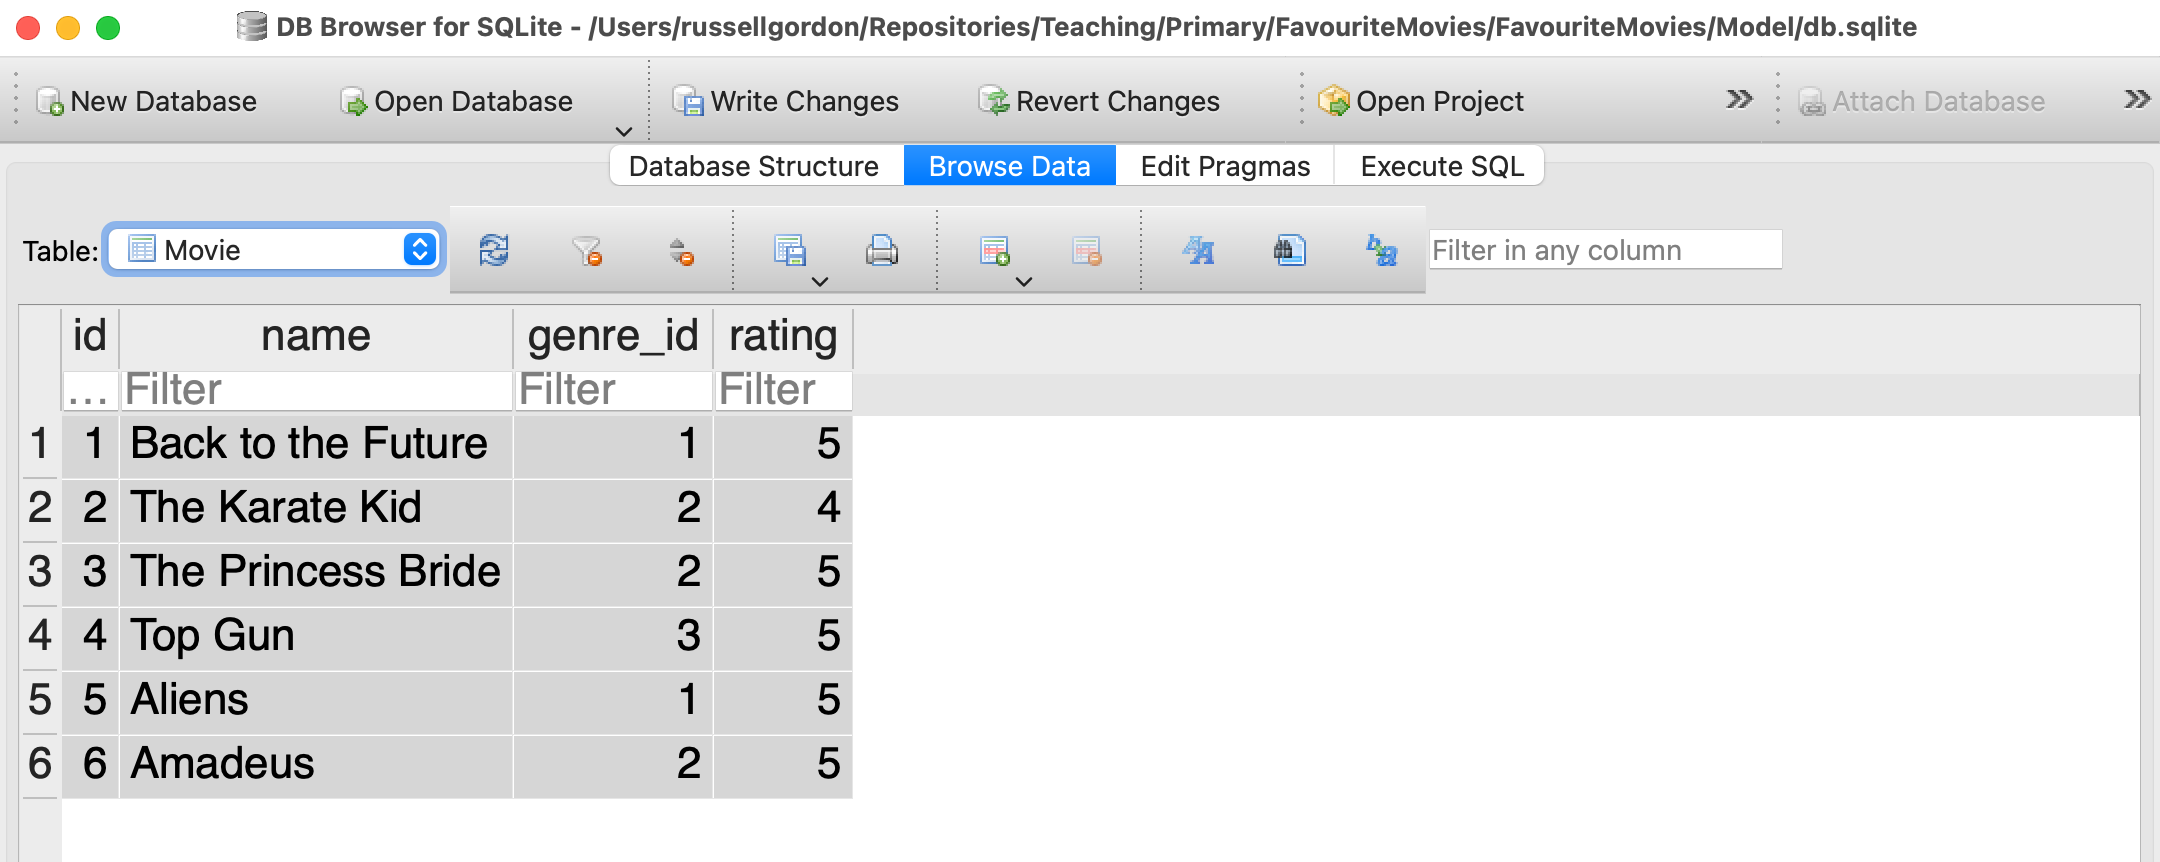 DB Browser for SQLite - /Users/russellgordon/Repositories/Teaching/Primary/FavouriteMovies/FavouriteMovies/Model/db.sqlite
New Database Open Database Write Changes Revert Changes Open Project » Attach Database »
Database Structure Browse Data Edit Pragmas Execute SQL
Table: Movie Filter in any column
id name genre_id rating
... Filter Filter Filter
1 1 Back to the Future 1 5
2 2 The Karate Kid 2 4
3 3 The Princess Bride 2 5
4 4 Top Gun 3 5
5 5 Aliens 1 5
6 6 Amadeus 2 5